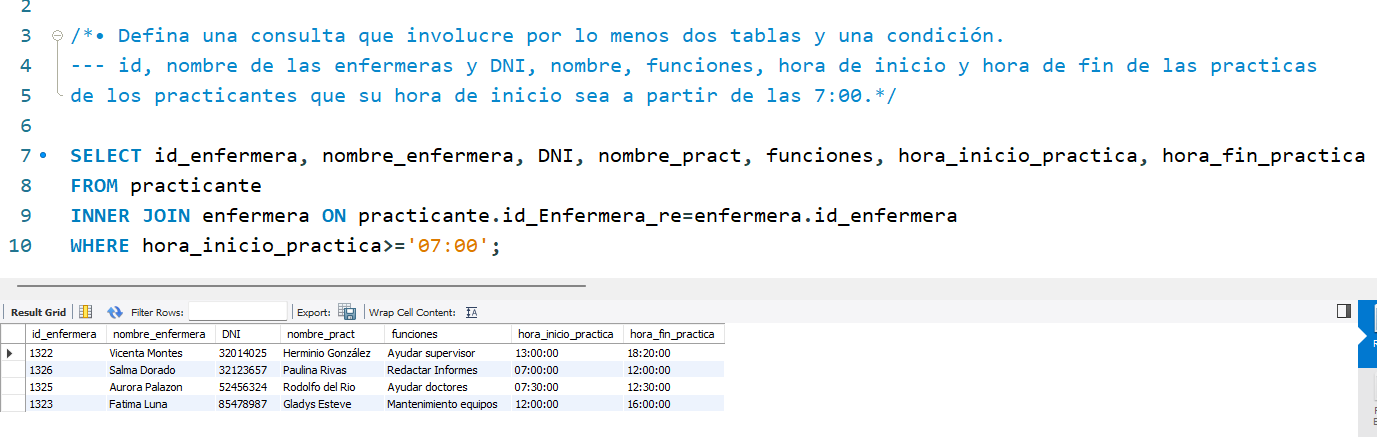 2
3 /*• Defina una consulta que involucre por lo menos dos tablas y una condición.
4 --- id, nombre de las enfermeras y DNI, nombre, funciones, hora de inicio y hora de fin de las practicas
5 de los practicantes que su hora de inicio sea a partir de las 7:00.*/
6
7 SELECT id_enfermera, nombre_enfermera, DNI, nombre_pract, funciones, hora_inicio_practica, hora_fin_practica
8 FROM practicante
9 INNER JOIN enfermera ON practicante.id_Enfermera_re=enfermera.id_enfermera
10 WHERE hora_inicio_practica>='07:00';
Result Grid Filter Rows: Export: Wrap Cell Content:
id_enfermera nombre_enfermera DNI nombre_pract funciones hora_inicio_practica hora_fin_practica
1322 Vicenta Montes 32014025 Herminio González Ayudar supervisor 13:00:00 18:20:00
1326 Salma Dorado 32123657 Paulina Rivas Redactar Informes 07:00:00 12:00:00
1325 Aurora Palazon 52456324 Rodolfo del Rio Ayudar doctores 07:30:00 12:30:00
1323 Fatima Luna 85478987 Gladys Esteve Mantenimiento equipos 12:00:00 16:00:00